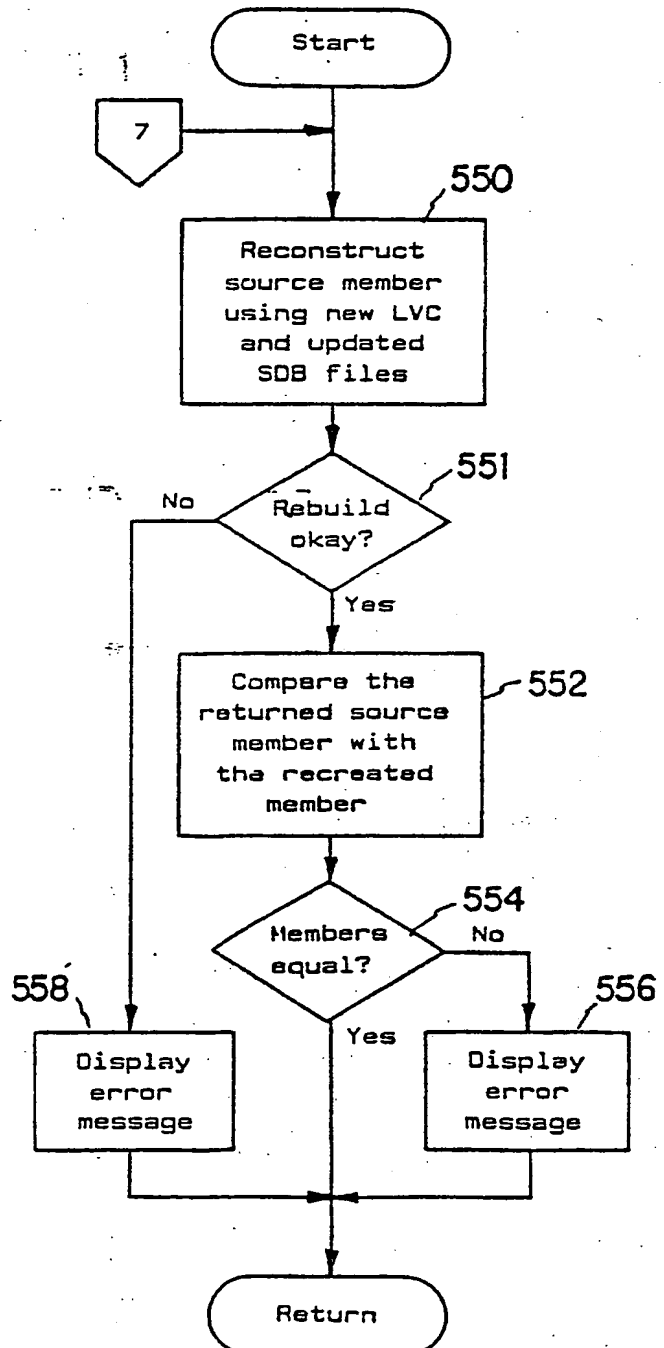 Start
7
550
Reconstruct
source member
using new LVC
and updated
SDB files
551
No
Rebuild
okay?
Yes
552
Compare the
returned source
member with
the recreated
member
554
Members
equal?
No
Yes
558
Display
error
message
556
Display
error
message
Return